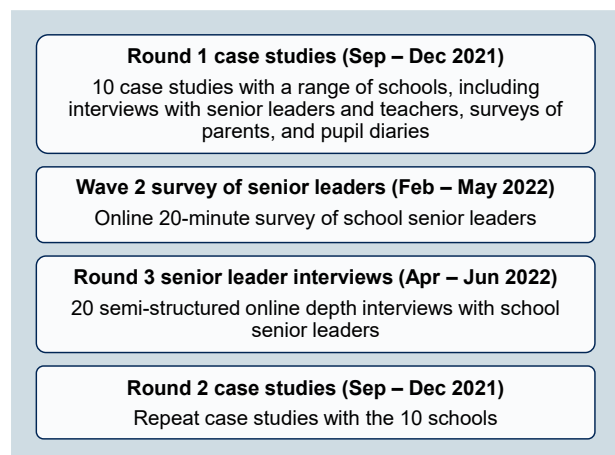 Round 1 case studies (Sep – Dec 2021)
10 case studies with a range of schools, including
interviews with senior leaders and teachers, surveys of
parents, and pupil diaries
Wave 2 survey of senior leaders (Feb – May 2022)
Online 20-minute survey of school senior leaders
Round 3 senior leader interviews (Apr – Jun 2022)
20 semi-structured online depth interviews with school
senior leaders
Round 2 case studies (Sep – Dec 2021)
Repeat case studies with the 10 schools